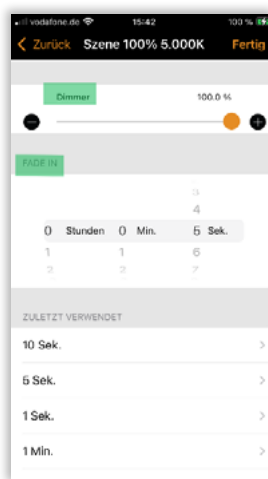 vodafone.de 15:42 100 %
Zurück Szene 100% 5.000K Fertig
Dimmer 100.0 %
FADE IN
3
4
0 Stunden 0 Min. 5 Sek.
1 1 6
2 2 7
ZULETZT VERWENDET
10 Sek.
5 Sek.
1 Sek.
1 Min.